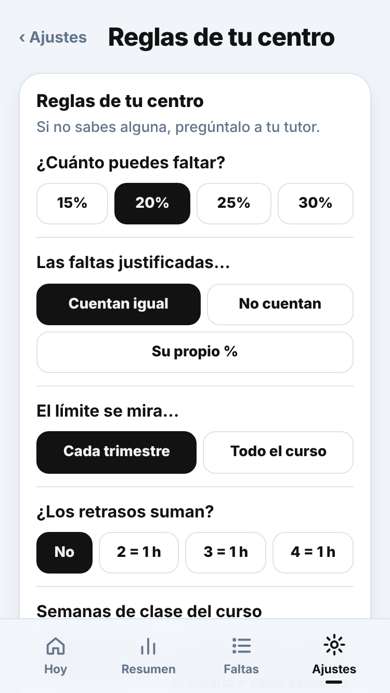 ‹ Ajustes Reglas de tu centro
Reglas de tu centro
Si no sabes alguna, pregúntalo a tu tutor.
¿Cuánto puedes faltar?
15% 20% 25% 30%
Las faltas justificadas...
Cuentan igual No cuentan
Su propio %
El límite se mira...
Cada trimestre Todo el curso
¿Los retrasos suman?
No 2 = 1 h 3 = 1 h 4 = 1 h
Semanas de clase del curso
Hoy Resumen Faltas Ajustes